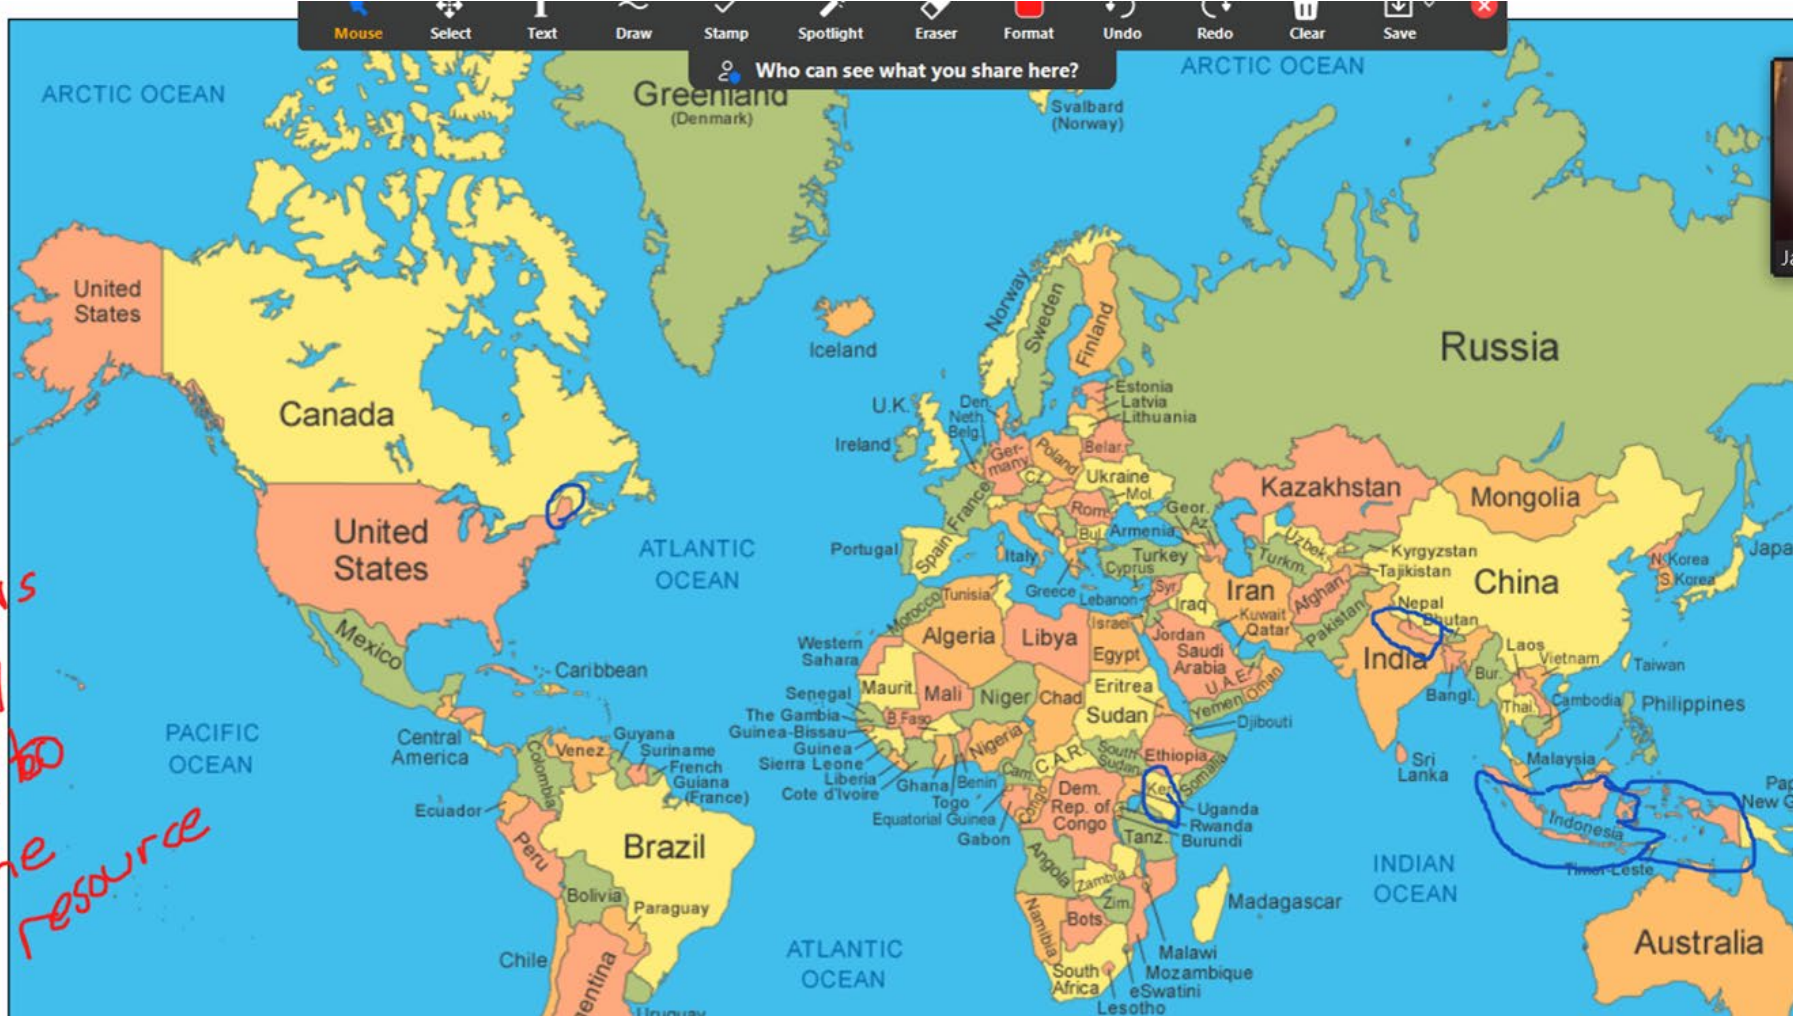 Mouse
Select
Text
Draw
Stamp
Spotlight
Eraser
Format
Undo
Redo
Clear
Save
Who can see what you share here?
ARCTIC OCEAN
ARCTIC OCEAN
Greenland
(Denmark)
Svalbard
(Norway)
United
States
Iceland
Norway
Sweden
Finland
Russia
Canada
Estonia
Latvia
Lithuania
U.K.
Den.
Neth.
Belg.
Ireland
Ger-
many
Poland
Belar.
Cz.
Ukraine
Mol.
France
Rom.
Bul.
Geor.
Az.
Armenia
Kazakhstan
Mongolia
United
States
ATLANTIC
OCEAN
Portugal
Spain
Italy
Greece
Turkey
Cyprus
Lebanon
Syr.
Israel
Iraq
Jordan
Iran
Kuwait
Qatar
Uzbek.
Turkm.
Kyrgyzstan
Tajikistan
Afghan.
Pakistan
China
N.Korea
S.Korea
Japa
Nepal
Bhutan
India
Bangl.
Bur.
Laos
Vietnam
Thai.
Cambodia
Taiwan
Philippines
Mexico
Caribbean
Western
Sahara
Morocco
Tunisia
Algeria
Libya
Egypt
Saudi
Arabia
U.A.E.
Oman
Yemen
Maurit.
Mali
Niger
Chad
Eritrea
Sudan
Djibouti
Senegal
The Gambia
Guinea-Bissau
Guinea
Sierra Leone
Liberia
Cote d'Ivoire
B.Faso
Ghana
Togo
Benin
Nigeria
Cam.
C.A.R.
South
Sudan
Ethiopia
Somalia
PACIFIC
OCEAN
Central
America
Venez.
Colombia
Guyana
Suriname
French
Guiana
(France)
Ecuador
Equatorial Guinea
Gabon
Congo
Dem.
Rep. of
Congo
Ken.
Uganda
Rwanda
Burundi
Tanz.
Sri
Lanka
Malaysia
Indonesia
Timor-Leste
Pap
New G
Peru
Brazil
Bolivia
Paraguay
Chile
entina
Uruguay
ATLANTIC
OCEAN
Angola
Zambia
Namibia
Bots.
Zim.
Madagascar
Malawi
Mozambique
South
Africa
eSwatini
Lesotho
INDIAN
OCEAN
Australia
resource
Ja